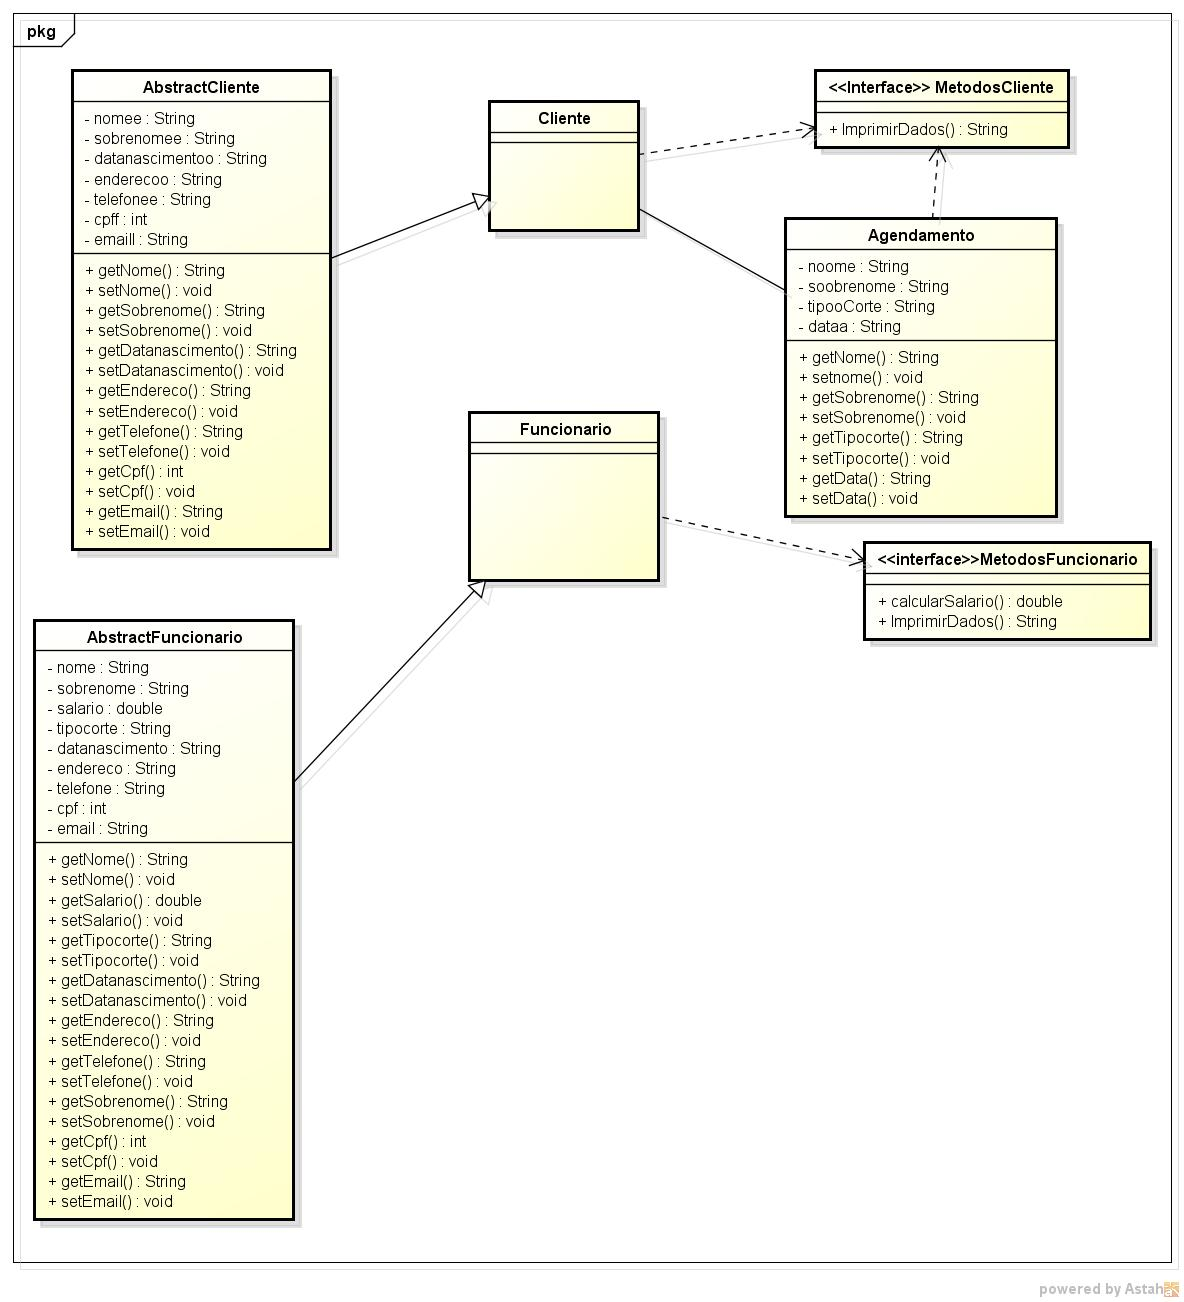 pkg
AbstractCliente
- nomee : String
- sobrenomee : String
- datanascimentoo : String
- enderecoo : String
- telefonee : String
- cpff : int
- emaill : String
+ getNome() : String
+ setNome() : void
+ getSobrenome() : String
+ setSobrenome() : void
+ getDatanascimento() : String
+ setDatanascimento() : void
+ getEndereco() : String
+ setEndereco() : void
+ getTelefone() : String
+ setTelefone() : void
+ getCpf() : int
+ setCpf() : void
+ getEmail() : String
+ setEmail() : void
Cliente
<<Interface>> MetodosCliente
+ ImprimirDados() : String
Agendamento
- noome : String
- soobrenome : String
- tipooCorte : String
- dataa : String
+ getNome() : String
+ setnome() : void
+ getSobrenome() : String
+ setSobrenome() : void
+ getTipocorte() : String
+ setTipocorte() : void
+ getData() : String
+ setData() : void
Funcionario
<<interface>>MetodosFuncionario
+ calcularSalario() : double
+ ImprimirDados() : String
AbstractFuncionario
- nome : String
- sobrenome : String
- salario : double
- tipocorte : String
- datanascimento : String
- endereco : String
- telefone : String
- cpf : int
- email : String
+ getNome() : String
+ setNome() : void
+ getSalario() : double
+ setSalario() : void
+ getTipocorte() : String
+ setTipocorte() : void
+ getDatanascimento() : String
+ setDatanascimento() : void
+ getEndereco() : String
+ setEndereco() : void
+ getTelefone() : String
+ setTelefone() : void
+ getSobrenome() : String
+ setSobrenome() : void
+ getCpf() : int
+ setCpf() : void
+ getEmail() : String
+ setEmail() : void
powered by Astah